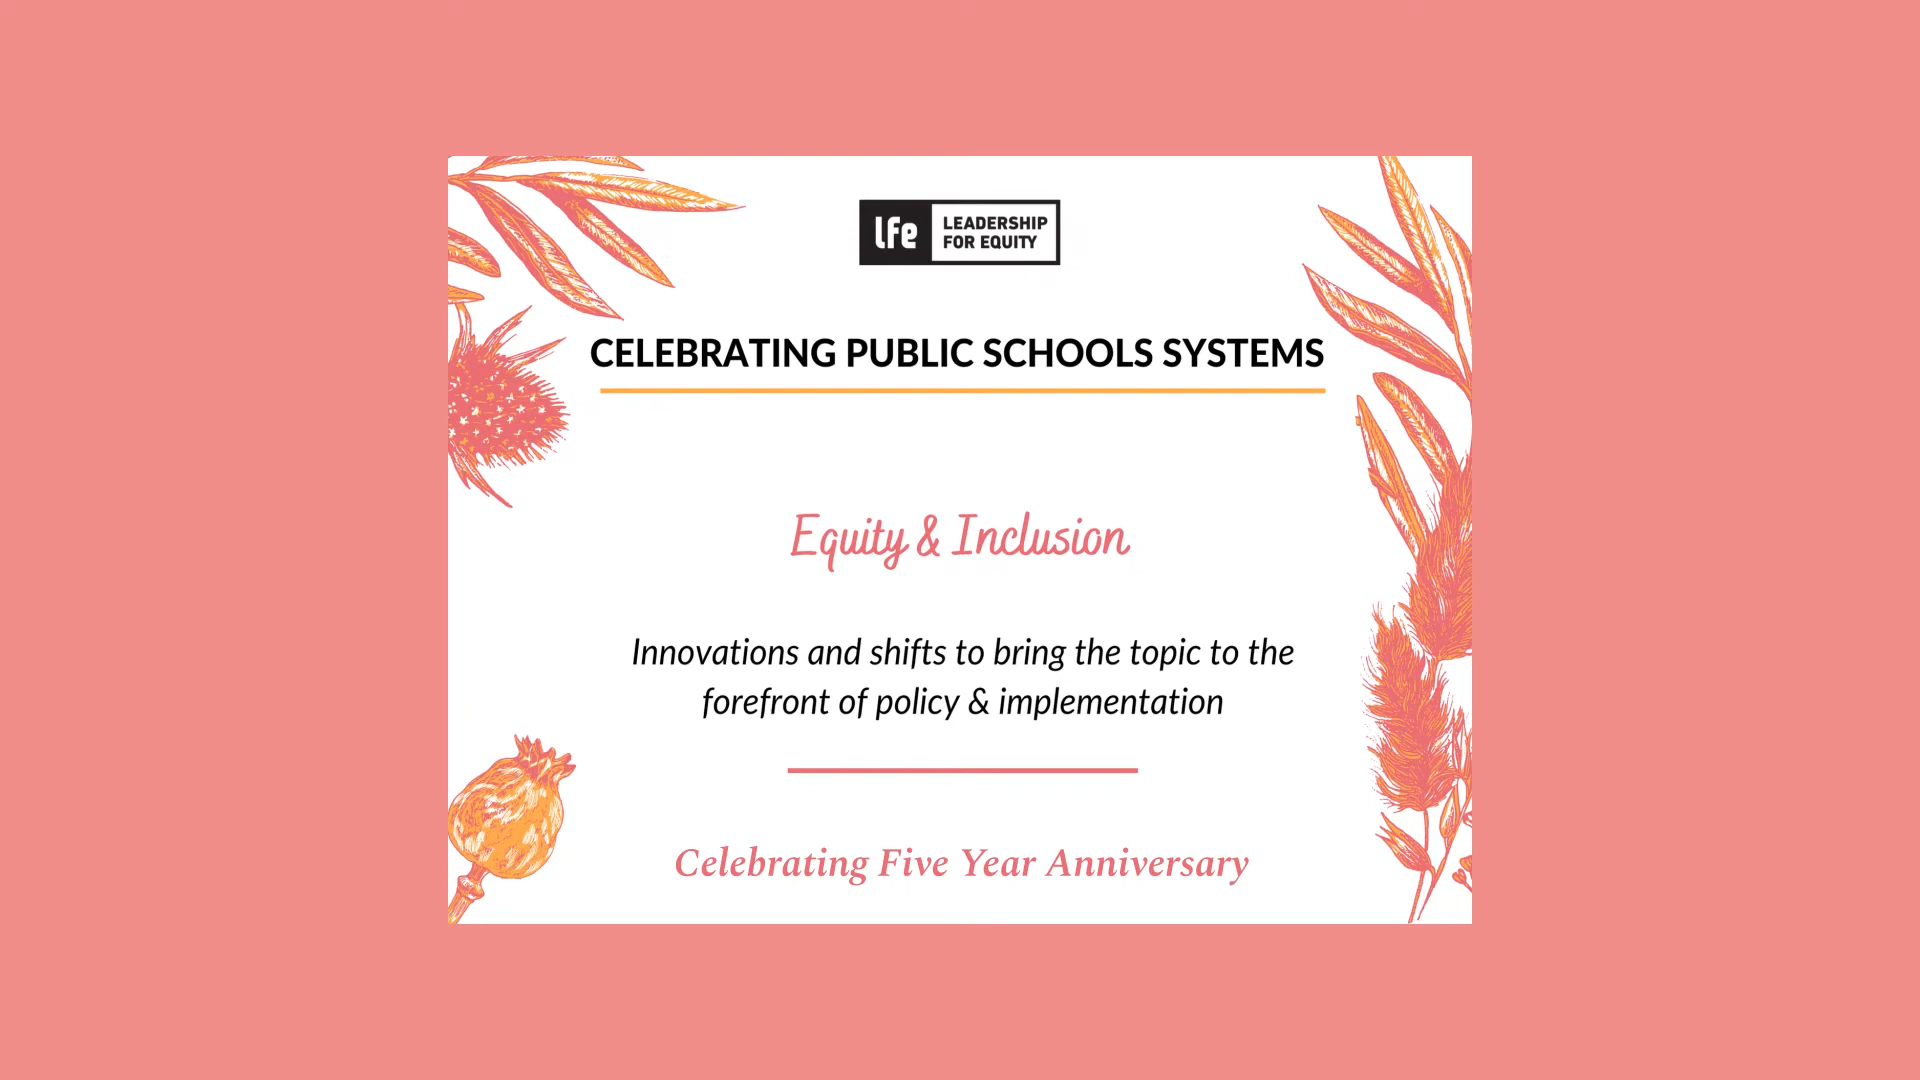 lfe LEADERSHIP
FOR EQUITY
CELEBRATING PUBLIC SCHOOLS SYSTEMS
Equity & Inclusion
Innovations and shifts to bring the topic to the
forefront of policy & implementation
Celebrating Five Year Anniversary